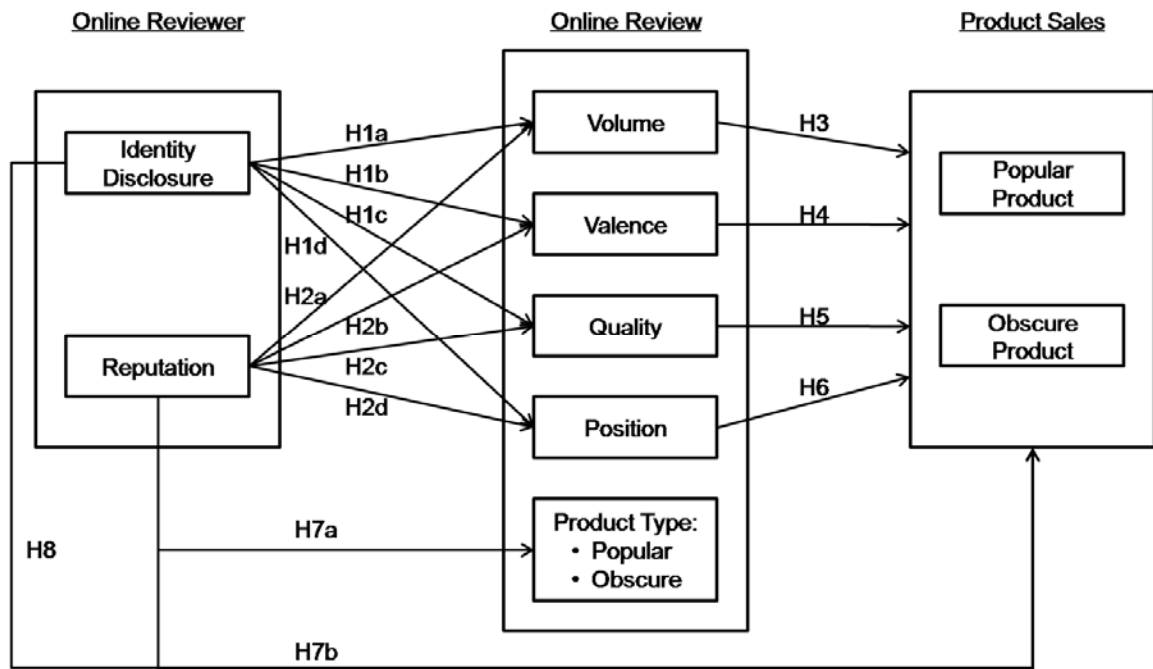 Online Reviewer
Online Review
Product Sales
Identity
Disclosure
Reputation
H1a
H1b
H1c
H1d
H2a
H2b
H2c
H2d
Volume
Valence
Quality
Position
Product Type:
• Popular
• Obscure
H3
H4
H5
H6
Popular
Product
Obscure
Product
H7a
H8
H7b